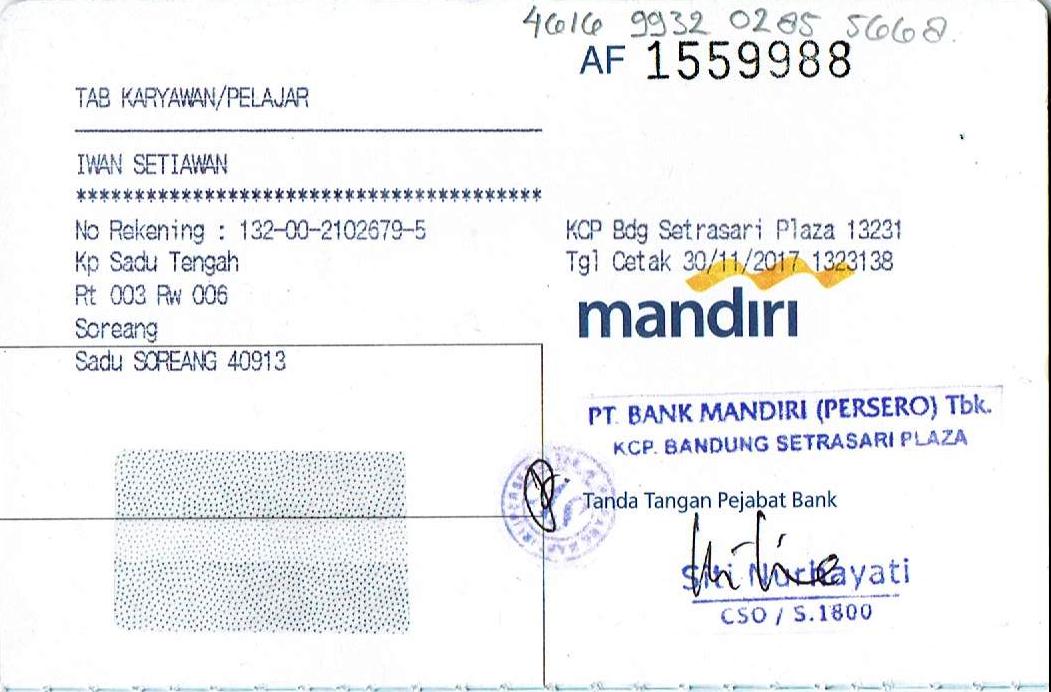 4616 9932 0285 5668.
AF 1559988
TAB KARYAWAN/PELAJAR
IWAN SETIAWAN
****************************************
No Rekening : 132-00-2102679-5
Kp Sadu Tengah
Rt 003 Rw 006
Soreang
Sadu SOREANG 40913
KCP Bdg Setrasari Plaza 13231
Tgl Cetak 30/11/2017 1323138
mandiri
PT. BANK MANDIRI (PERSERO) Tbk.
KCP. BANDUNG SETRASARI PLAZA
Tanda Tangan Pejabat Bank
Siti Nurhayati
CSO / S.1800